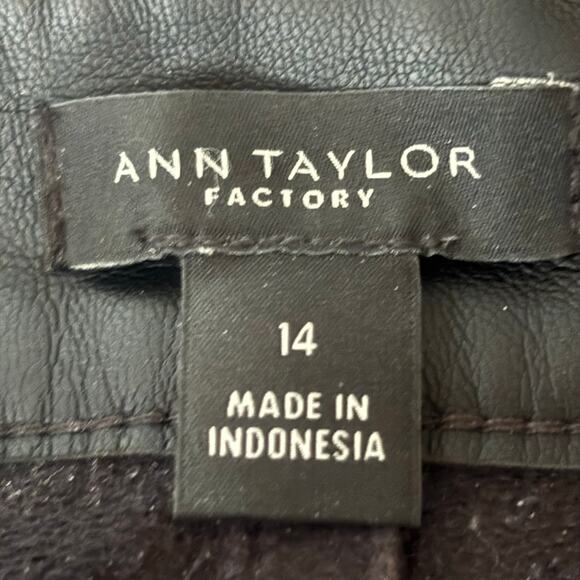 ANN TAYLOR
FACTORY
14
MADE IN
INDONESIA